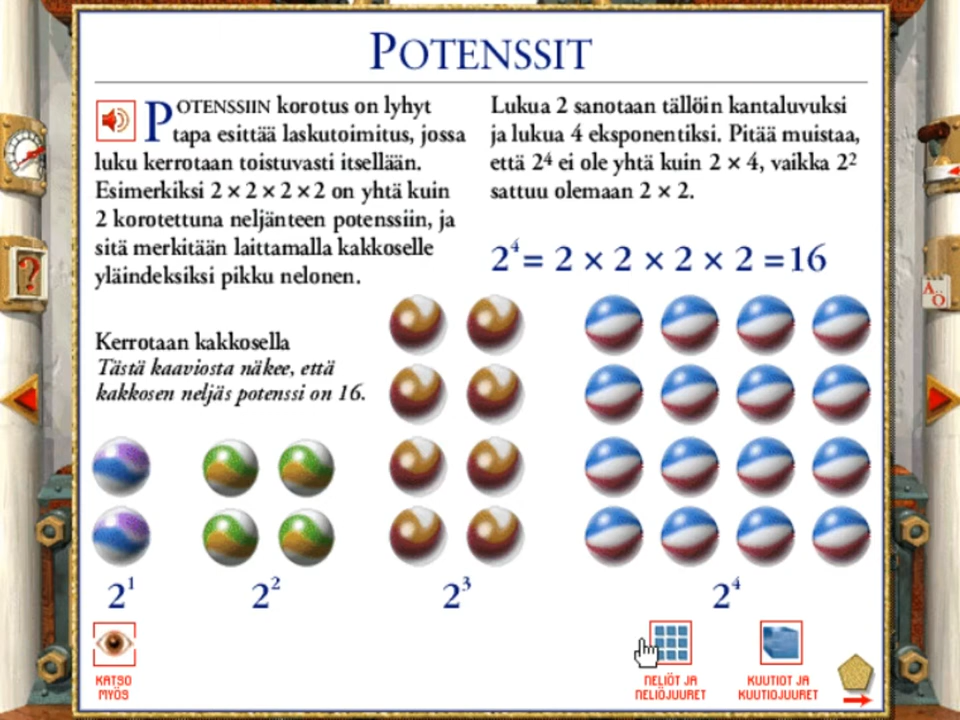 POTENSSIT
POTENSSIIN korotus on lyhyt
tapa esittää laskutoimitus, jossa
luku kerrotaan toistuvasti itsellään.
Esimerkiksi 2 × 2 × 2 × 2 on yhtä kuin
2 korotettuna neljänteen potenssiin, ja
sitä merkitään laittamalla kakkoselle
yläindeksiksi pikku nelonen.
Lukua 2 sanotaan tällöin kantaluvuksi
ja lukua 4 eksponentiksi. Pitää muistaa,
että 2⁴ ei ole yhtä kuin 2 × 4, vaikka 2²
sattuu olemaan 2 × 2.
2⁴ = 2 × 2 × 2 × 2 = 16
Kerrotaan kakkosella
Tästä kaaviosta näkee, että
kakkosen neljäs potenssi on 16.
2¹ 2² 2³ 2⁴
KATSO
MYÖS
NELIÖT JA
NELIÖJUURET
KUUTIOT JA
KUUTIOJUURET
?
A..
Ö